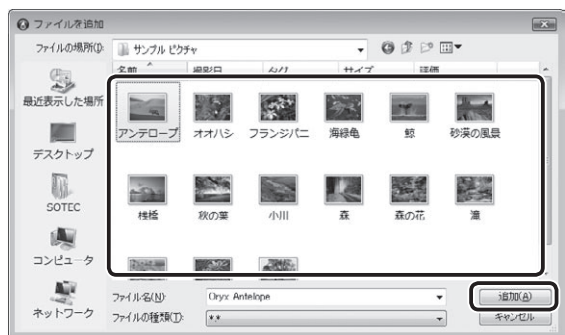 ファイルを追加
ファイルの場所(I):
サンプル ピクチャ
名前 撮影日 タグ サイズ 評価
最近表示した場所
デスクトップ
SOTEC
コンピュータ
ネットワーク
アンテロープ オオハシ フランジパニ 海緑亀 鯨 砂漠の風景
桟橋 秋の葉 小川 森 森の花 滝
ファイル名(N): Oryx Antelope 追加(A)
ファイルの種類(T): *.* キャンセル